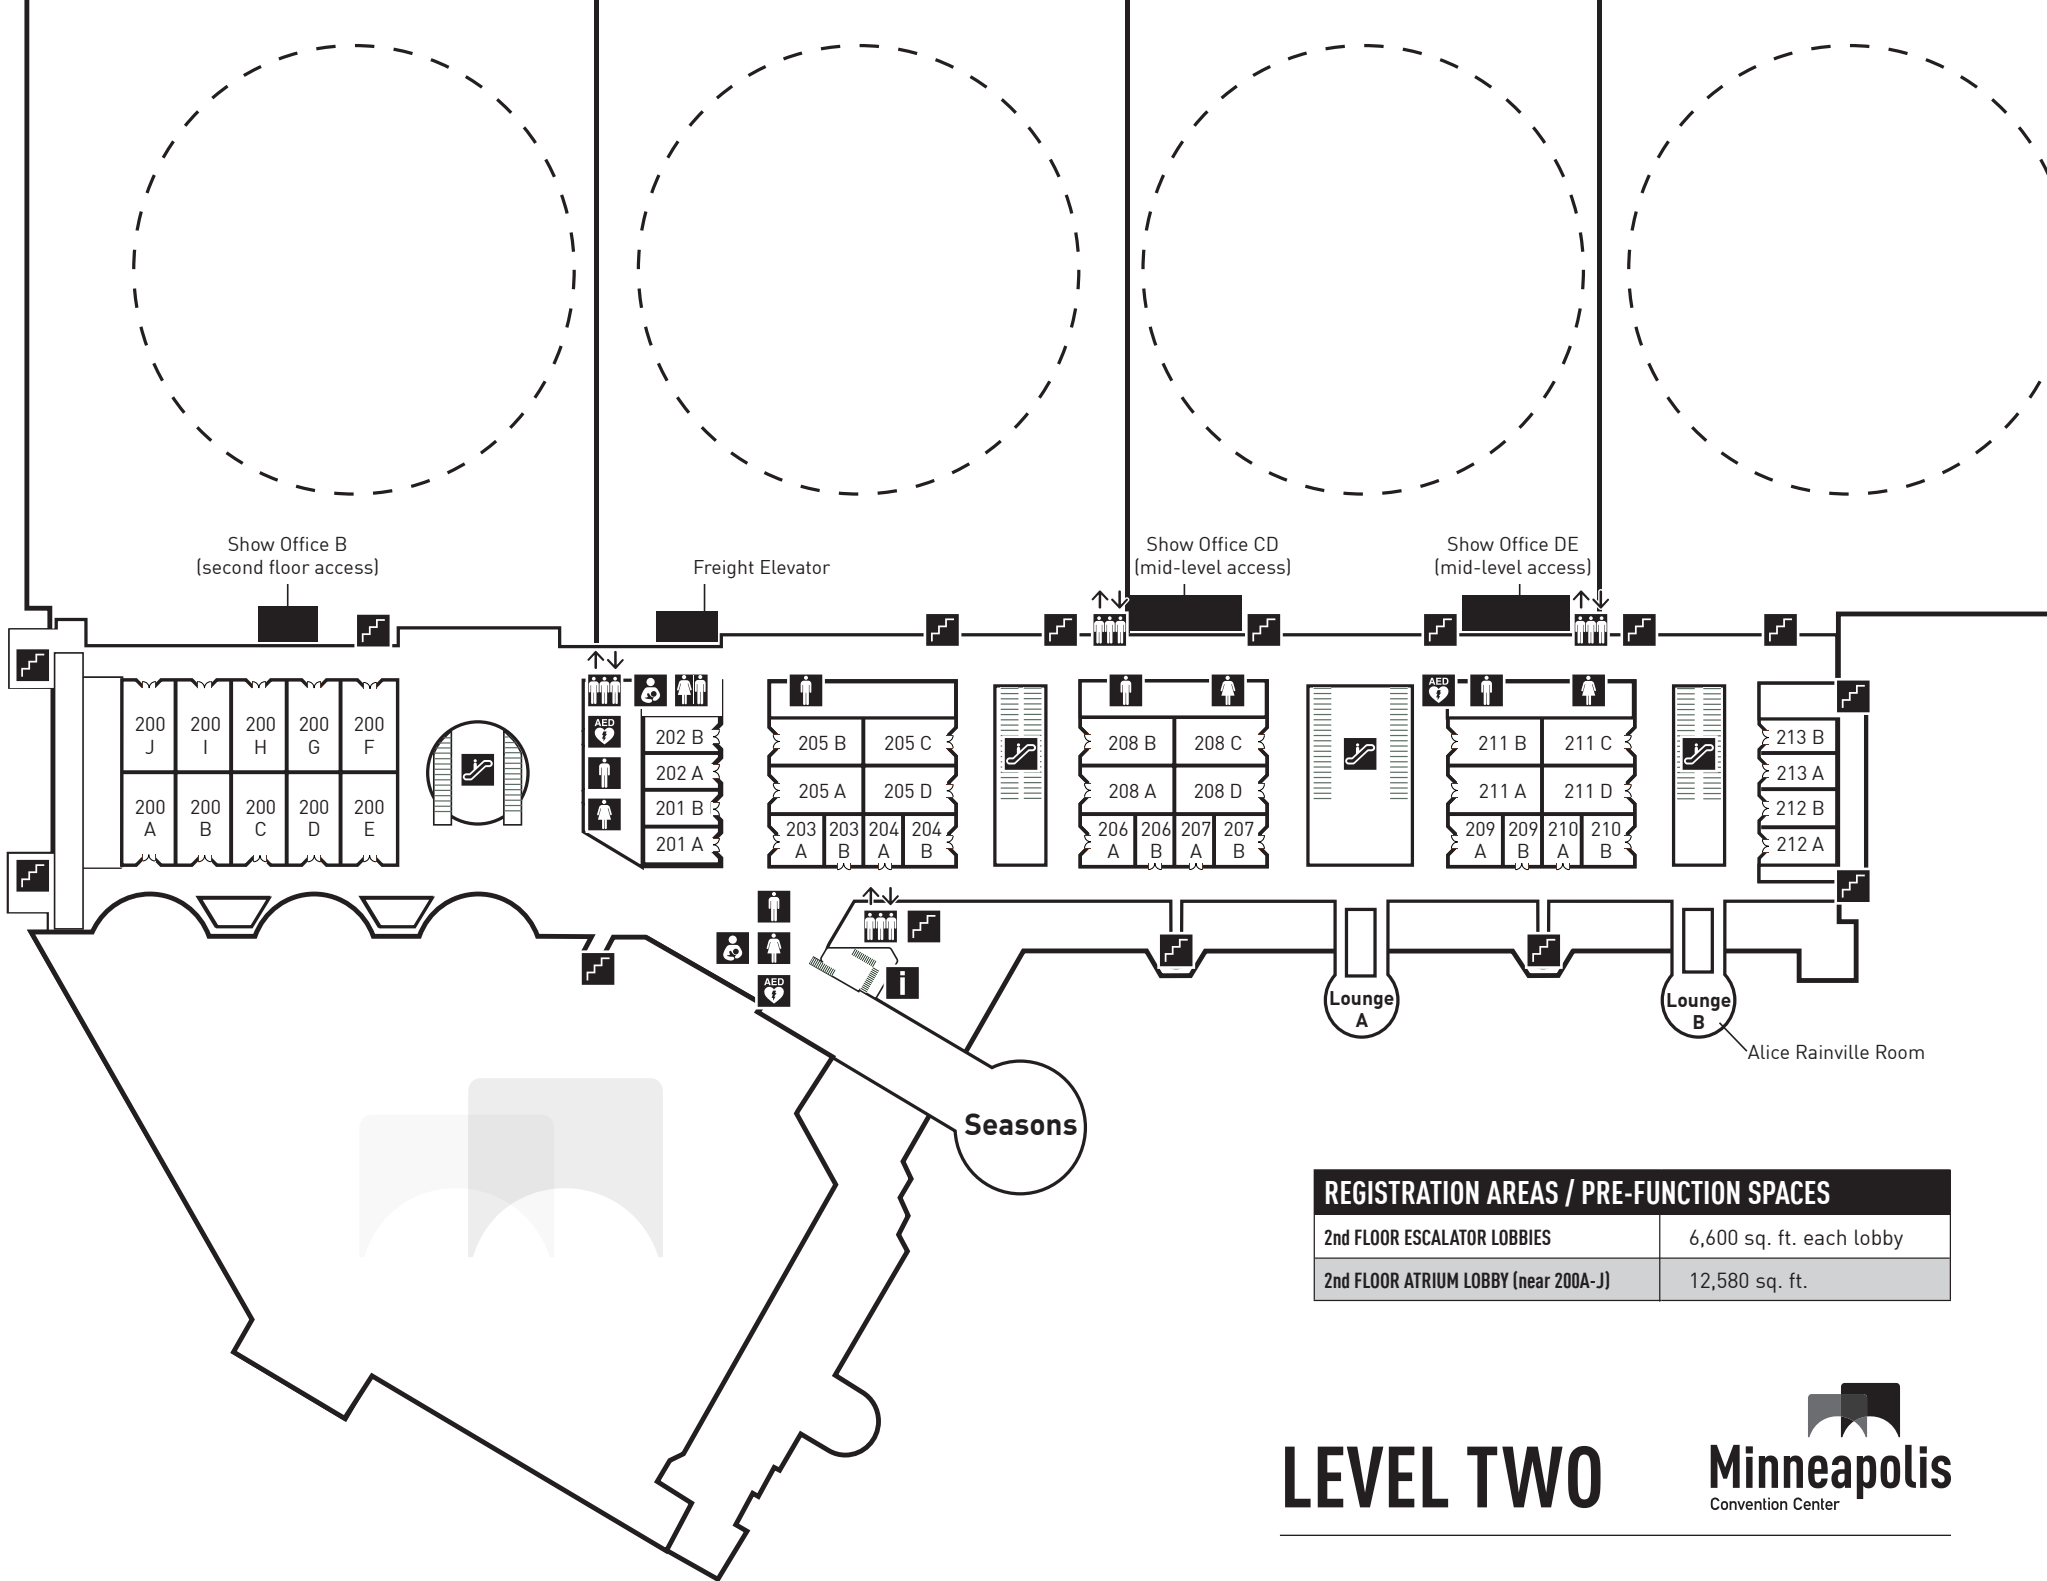 Show Office B
(second floor access)
Freight Elevator
Show Office CD
(mid-level access)
Show Office DE
(mid-level access)
200
J
200
I
200
H
200
G
200
F
200
A
200
B
200
C
200
D
200
E
AED
202 B
202 A
201 B
201 A
205 B
205 C
205 A
205 D
203
A
203
B
204
A
204
B
208 B
208 C
208 A
208 D
206
A
206
B
207
A
207
B
AED
211 B
211 C
211 A
211 D
209
A
209
B
210
A
210
B
213 B
213 A
212 B
212 A
AED
i
Lounge
A
Lounge
B
Alice Rainville Room
Seasons
REGISTRATION AREAS / PRE-FUNCTION SPACES
2nd FLOOR ESCALATOR LOBBIES 6,600 sq. ft. each lobby
2nd FLOOR ATRIUM LOBBY (near 200A-J) 12,580 sq. ft.
LEVEL TWO
Minneapolis
Convention Center